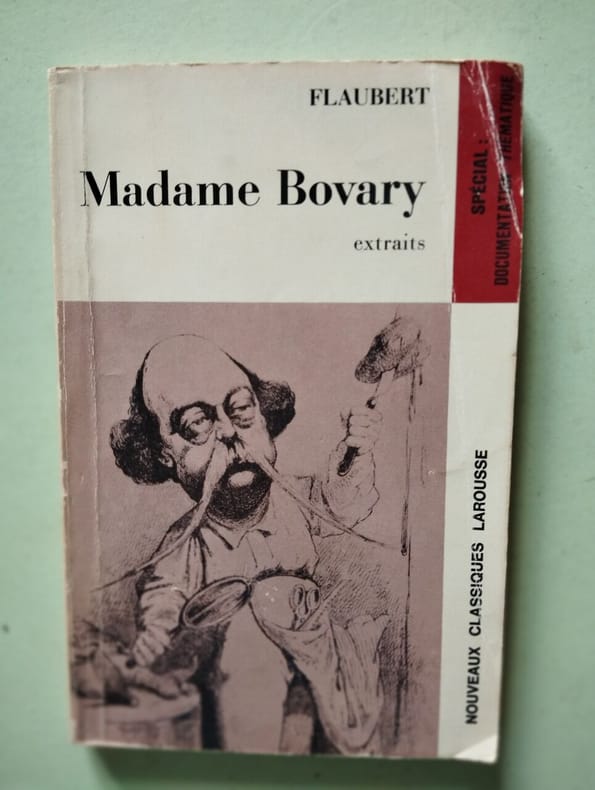 FLAUBERT
Madame Bovary
extraits
SPÉCIAL :
DOCUMENTATION THÉMATIQUE
NOUVEAUX CLASSIQUES LAROUSSE